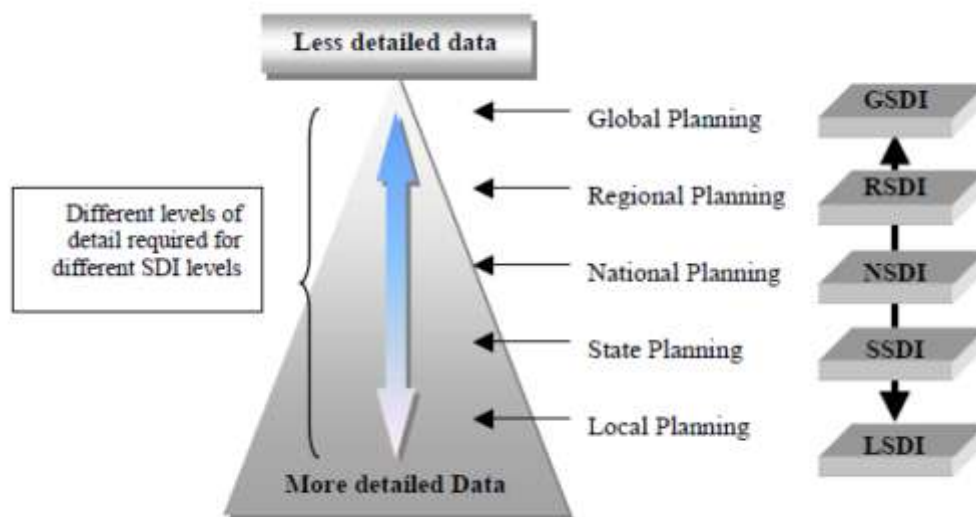 Less detailed data
Global Planning
GSDI
Different levels of
detail required for
different SDI levels
Regional Planning
RSDI
National Planning
NSDI
State Planning
SSDI
Local Planning
LSDI
More detailed Data